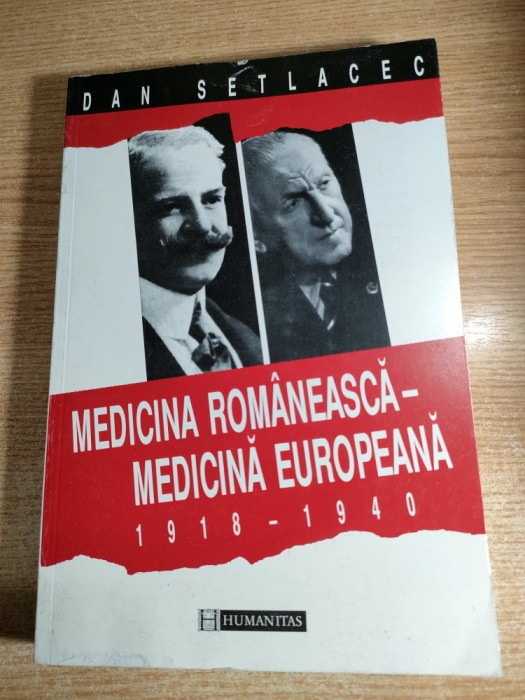 DAN SETLACEC
MEDICINA ROMÂNEASCĂ –
MEDICINĂ EUROPEANĂ
1918 – 1940
HUMANITAS